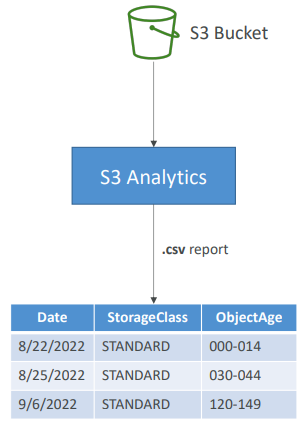 S3 Bucket
S3 Analytics
.csv report
Date StorageClass ObjectAge
8/22/2022 STANDARD 000-014
8/25/2022 STANDARD 030-044
9/6/2022 STANDARD 120-149